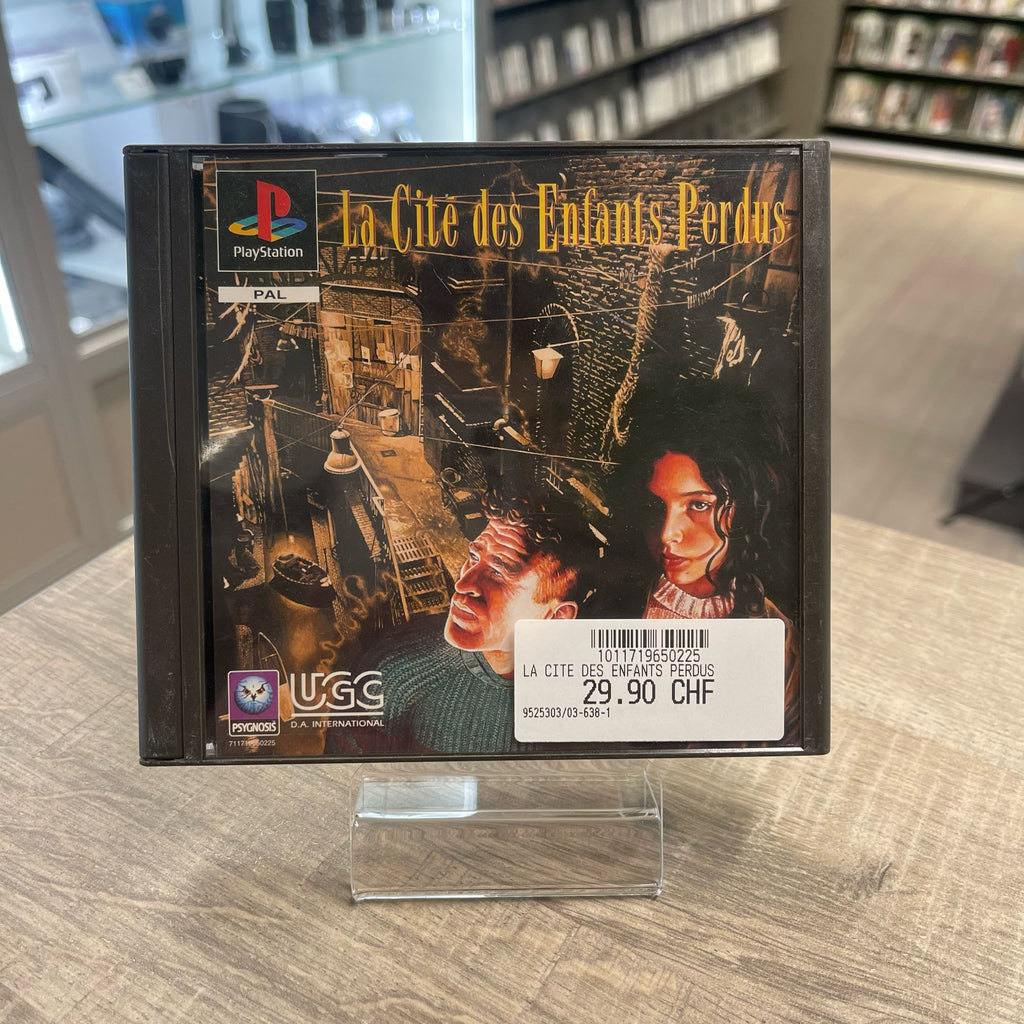 PlayStation
PAL
La Cité des Enfants Perdus
PSYGNOSIS
711719650225
UGC
D.A. INTERNATIONAL
1011719650225
LA CITE DES ENFANTS PERDUS
29.90 CHF
9525303/03-638-1